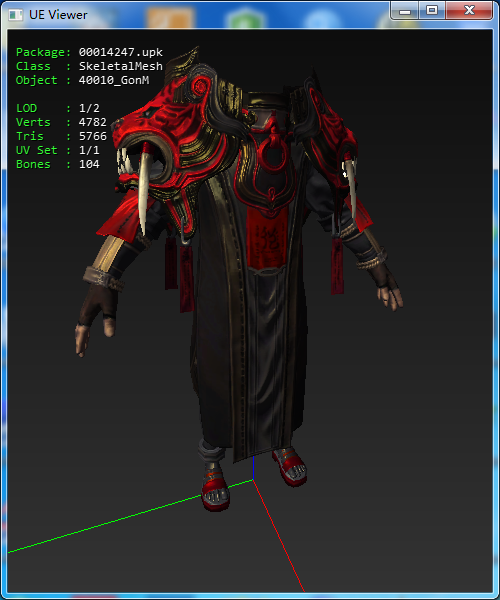 UE Viewer
Package: 00014247.upk
Class : SkeletalMesh
Object : 40010_GonM
LOD : 1/2
Verts : 4782
Tris : 5766
UV Set : 1/1
Bones : 104